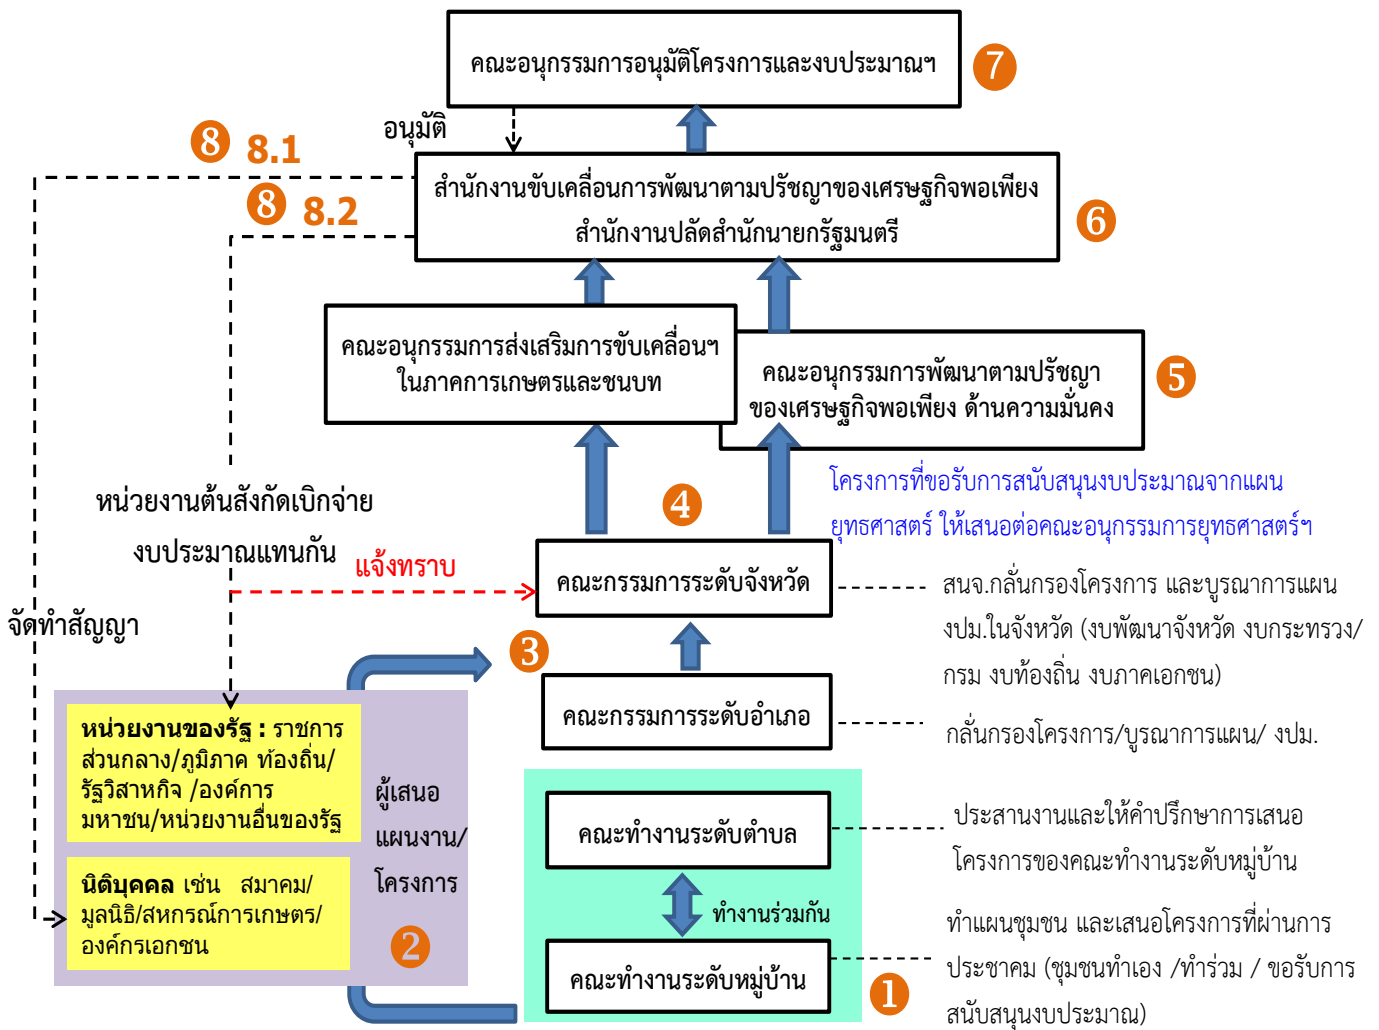 คณะอนุกรรมการอนุมัติโครงการและงบประมาณฯ
7
อนุมัติ
8 8.1
สำนักงานขับเคลื่อนการพัฒนาตามปรัชญาของเศรษฐกิจพอเพียง
สำนักงานปลัดสำนักนายกรัฐมนตรี
6
8 8.2
คณะอนุกรรมการส่งเสริมการขับเคลื่อนฯ
ในภาคการเกษตรและชนบท
คณะอนุกรรมการพัฒนาตามปรัชญา
ของเศรษฐกิจพอเพียง ด้านความมั่นคง
5
โครงการที่ขอรับการสนับสนุนงบประมาณจากแผน
ยุทธศาสตร์ ให้เสนอต่อคณะอนุกรรมการยุทธศาสตร์ฯ
4
หน่วยงานต้นสังกัดเบิกจ่าย
งบประมาณแทนกัน
แจ้งทราบ
คณะกรรมการระดับจังหวัด
สนจ.กลั่นกรองโครงการ และบูรณาการแผน
งปม.ในจังหวัด (งบพัฒนาจังหวัด งบกระทรวง/
กรม งบท้องถิ่น งบภาคเอกชน)
จัดทำสัญญา
3
คณะกรรมการระดับอำเภอ
กลั่นกรองโครงการ/บูรณาการแผน/ งปม.
หน่วยงานของรัฐ : ราชการ
ส่วนกลาง/ภูมิภาค ท้องถิ่น/
รัฐวิสาหกิจ /องค์การ
มหาชน/หน่วยงานอื่นของรัฐ
ผู้เสนอ
แผนงาน/
โครงการ
นิติบุคคล เช่น สมาคม/
มูลนิธิ/สหกรณ์การเกษตร/
องค์กรเอกชน
2
คณะทำงานระดับตำบล
ประสานงานและให้คำปรึกษาการเสนอ
โครงการของคณะทำงานระดับหมู่บ้าน
ทำงานร่วมกัน
คณะทำงานระดับหมู่บ้าน
1
ทำแผนชุมชน และเสนอโครงการที่ผ่านการ
ประชาคม (ชุมชนทำเอง /ทำร่วม / ขอรับการ
สนับสนุนงบประมาณ)